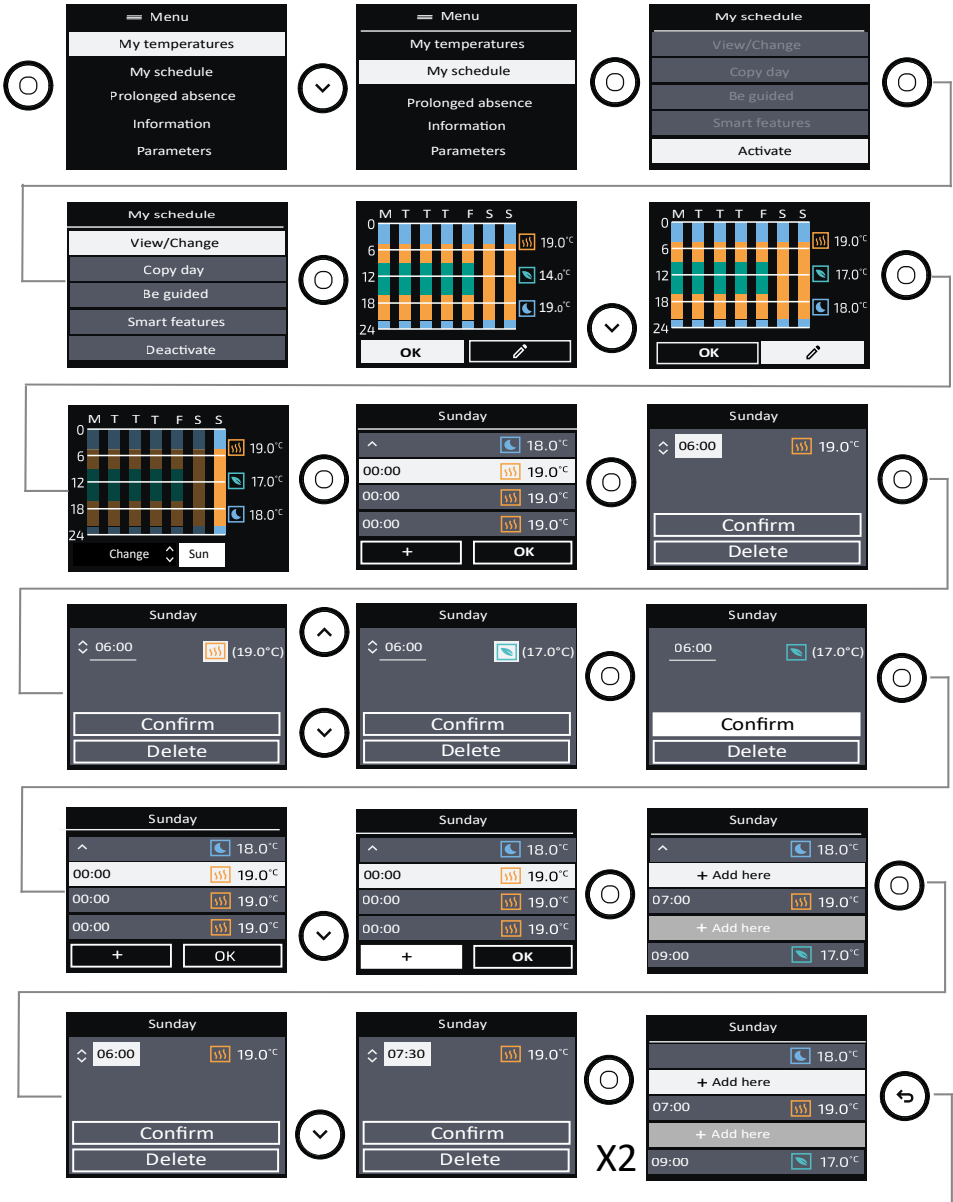 Menu
My temperatures
My schedule
Prolonged absence
Information
Parameters
Menu
My temperatures
My schedule
Prolonged absence
Information
Parameters
My schedule
View/Change
Copy day
Be guided
Smart features
Activate
My schedule
View/Change
Copy day
Be guided
Smart features
Deactivate
M T T T F S S
0
6
12
18
24
19.0°C
14.0°C
19.0°C
OK
M T T T F S S
0
6
12
18
24
19.0°C
17.0°C
18.0°C
OK
M T T T F S S
0
6
12
18
24
19.0°C
17.0°C
18.0°C
Change Sun
Sunday
18.0°C
00:00 19.0°C
00:00 19.0°C
00:00 19.0°C
+ OK
Sunday
06:00 19.0°C
Confirm
Delete
Sunday
06:00 (19.0°C)
Confirm
Delete
Sunday
06:00 (17.0°C)
Confirm
Delete
Sunday
06:00 (17.0°C)
Confirm
Delete
Sunday
18.0°C
00:00 19.0°C
00:00 19.0°C
00:00 19.0°C
+ OK
Sunday
18.0°C
00:00 19.0°C
00:00 19.0°C
00:00 19.0°C
+ OK
Sunday
18.0°C
+ Add here
07:00 19.0°C
+ Add here
09:00 17.0°C
Sunday
06:00 19.0°C
Confirm
Delete
Sunday
07:30 19.0°C
Confirm
Delete
X2
Sunday
18.0°C
+ Add here
07:00 19.0°C
+ Add here
09:00 17.0°C